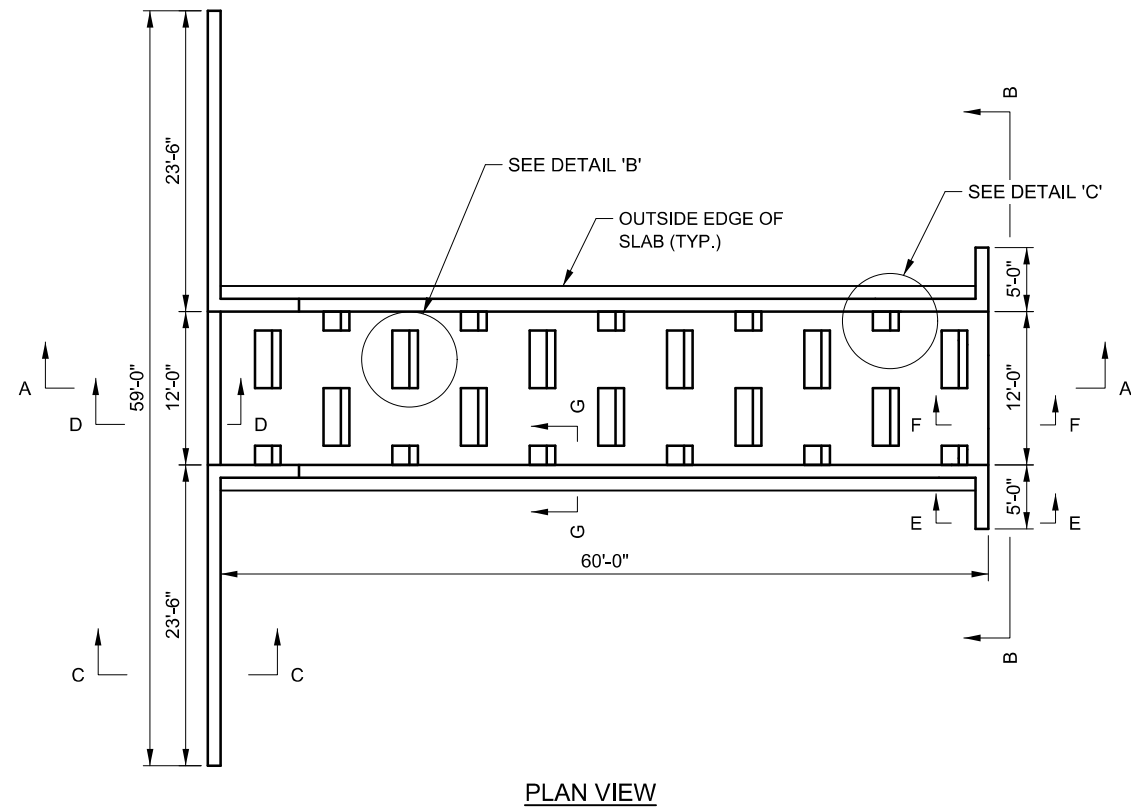 B
SEE DETAIL 'B'
23'-6"
SEE DETAIL 'C'
OUTSIDE EDGE OF
SLAB (TYP.)
5'-0"
A
D
59'-0"
12'-0"
D
G
F
12'-0"
F
A
G
E
5'-0"
E
60'-0"
23'-6"
B
C
C
PLAN VIEW